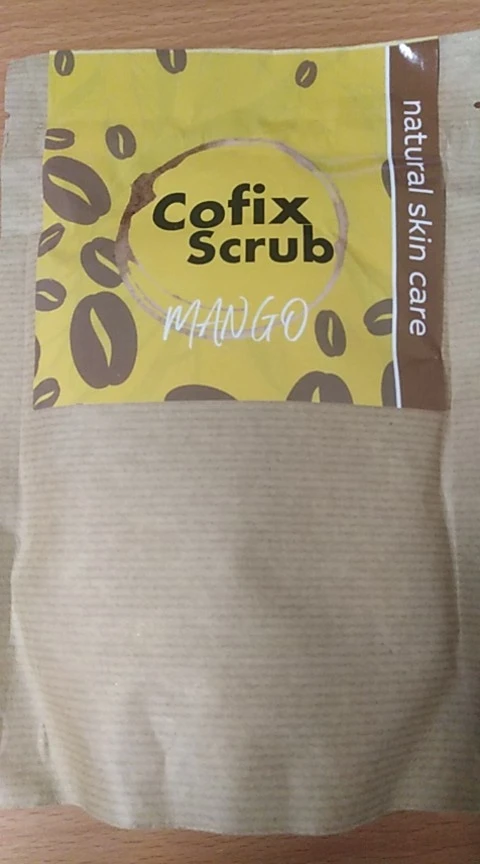 Cofix
Scrub
MANGO
natural skin care